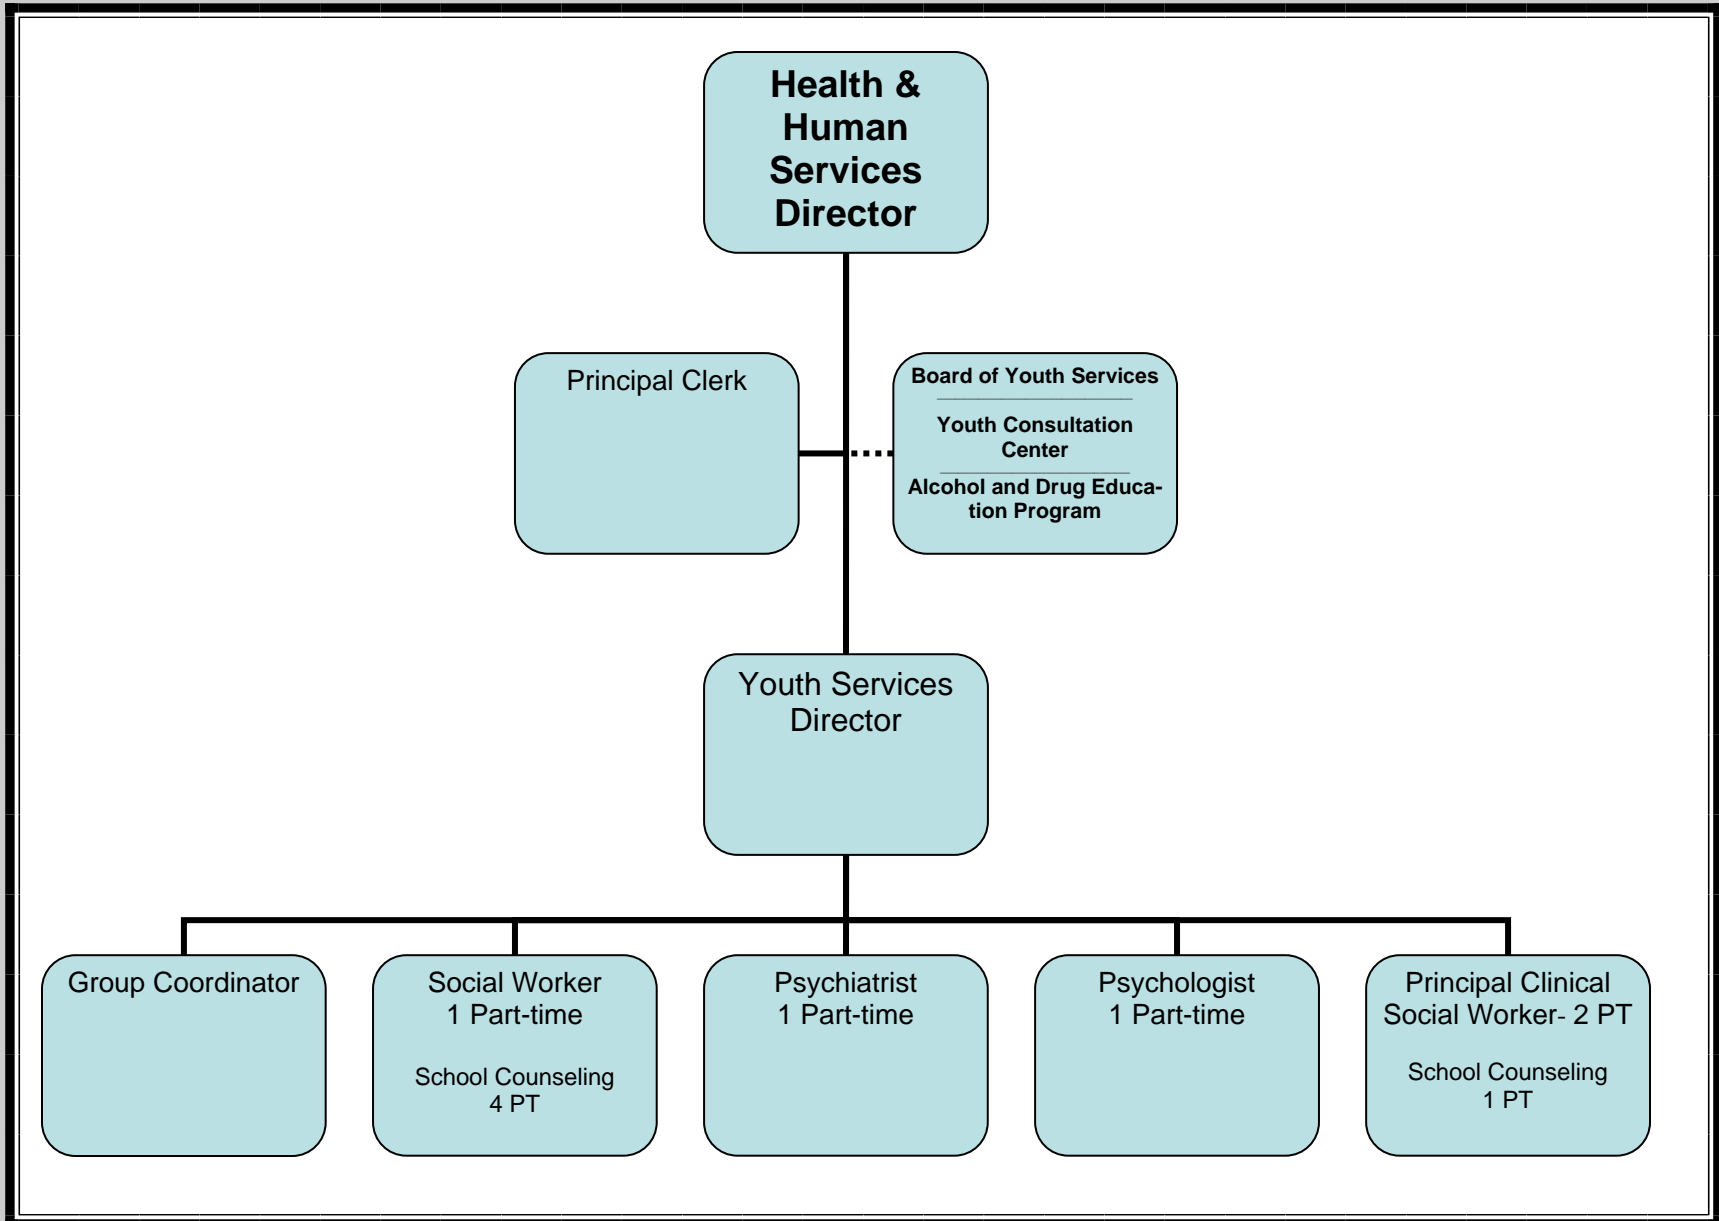 Health &
Human
Services
Director
Principal Clerk
Board of Youth Services
Youth Consultation
Center
Alcohol and Drug Educa-
tion Program
Youth Services
Director
Group Coordinator
Social Worker
1 Part-time
School Counseling
4 PT
Psychiatrist
1 Part-time
Psychologist
1 Part-time
Principal Clinical
Social Worker- 2 PT
School Counseling
1 PT